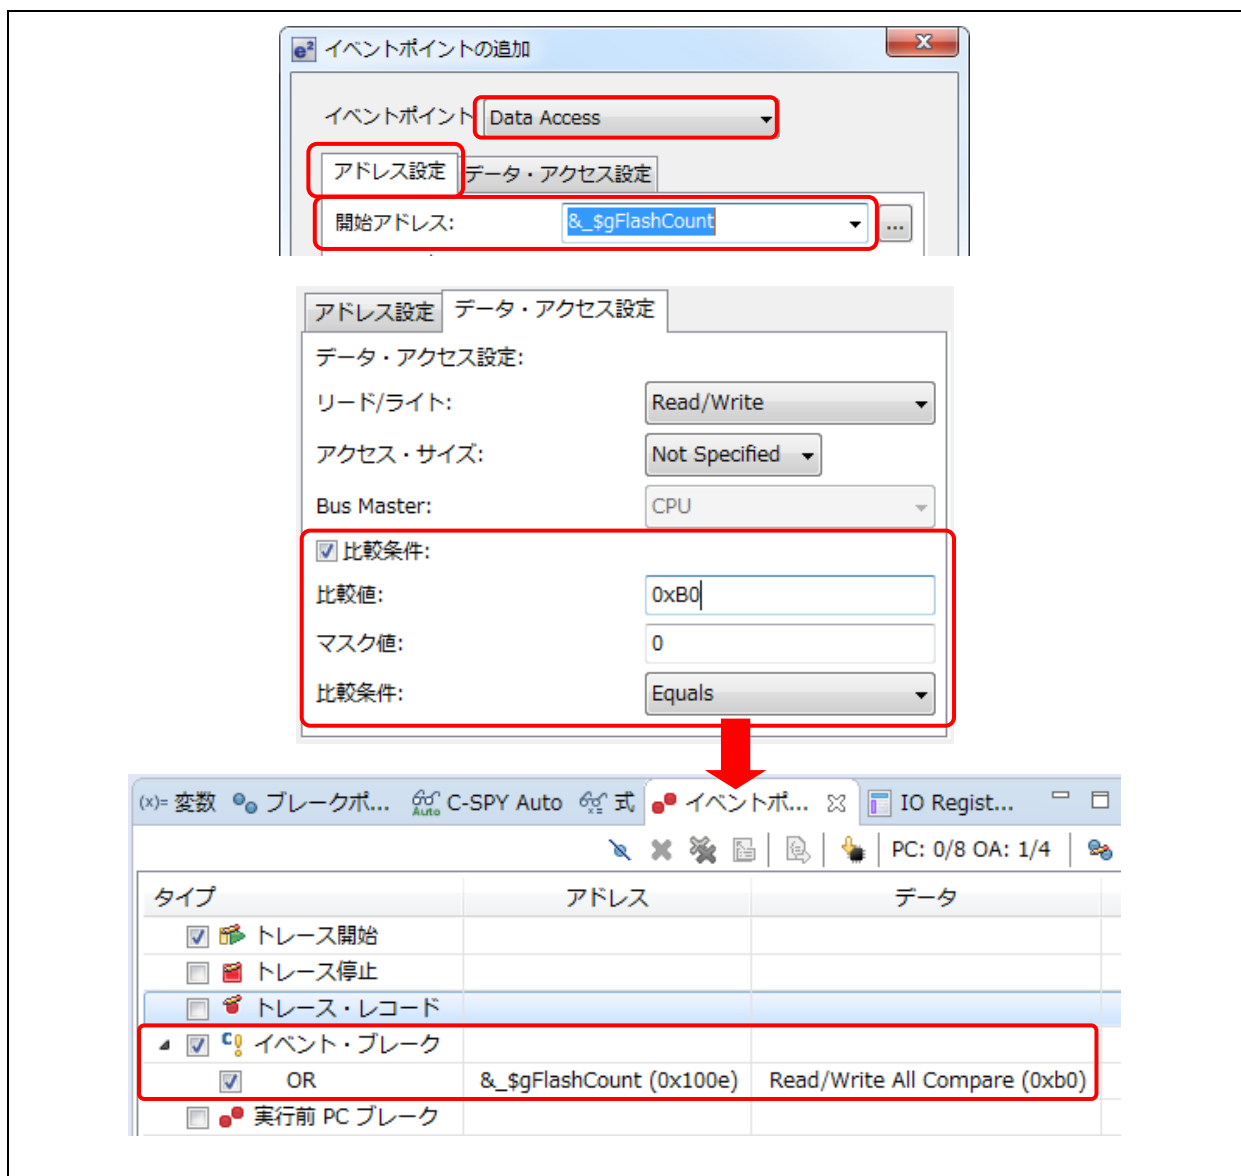 イベントポイントの追加
イベントポイント Data Access
アドレス設定 データ・アクセス設定
開始アドレス: &_$gFlashCount ...
アドレス設定 データ・アクセス設定
データ・アクセス設定:
リード/ライト: Read/Write
アクセス・サイズ: Not Specified
Bus Master: CPU
比較条件:
比較値: 0xB0
マスク値: 0
比較条件: Equals
(x)= 変数 ブレークポ... C-SPY Auto 式 イベントポ... IO Regist...
PC: 0/8 OA: 1/4
タイプ アドレス データ
トレース開始
トレース停止
トレース・レコード
イベント・ブレーク
OR &_$gFlashCount (0x100e) Read/Write All Compare (0xb0)
実行前 PC ブレーク